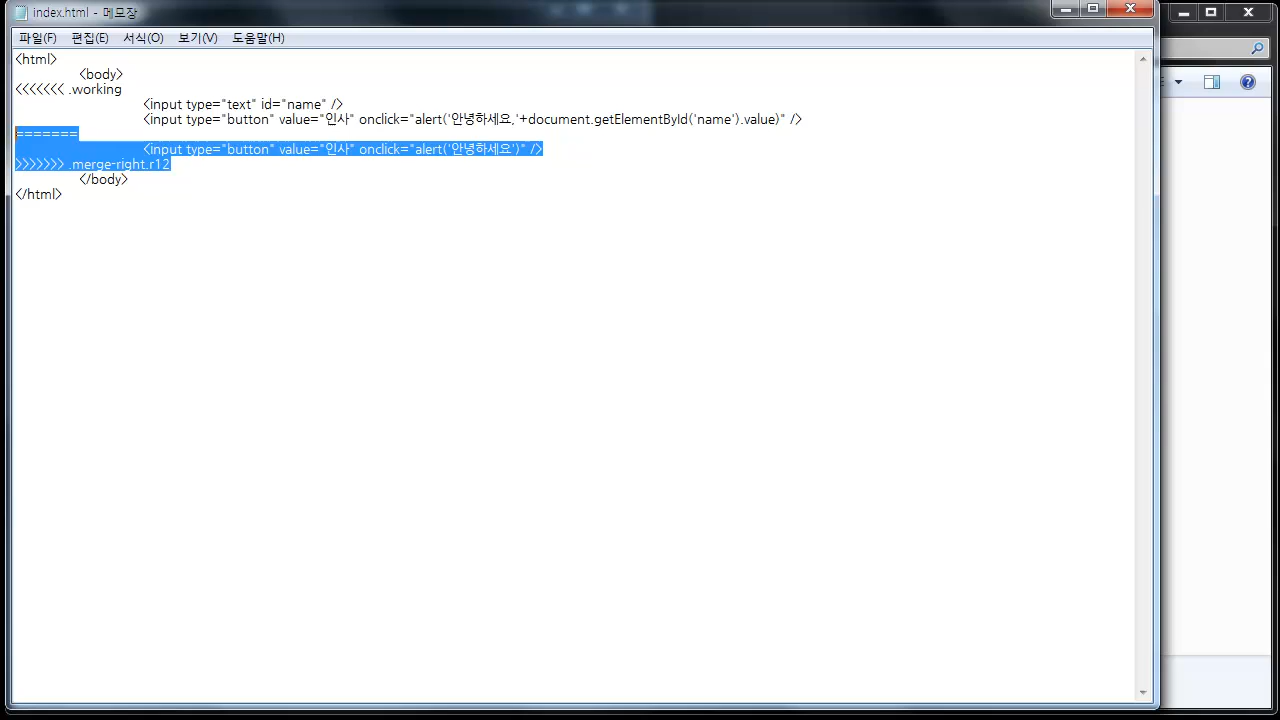 index.html - 메모장
파일(F) 편집(E) 서식(O) 보기(V) 도움말(H)
<html>
<body>
<<<<<<< .working
<input type="text" id="name" />
<input type="button" value="인사" onclick="alert('안녕하세요,'+document.getElementById('name').value)" />
=======
<input type="button" value="인사" onclick="alert('안녕하세요')" />
>>>>>>> .merge-right.r12
</body>
</html>